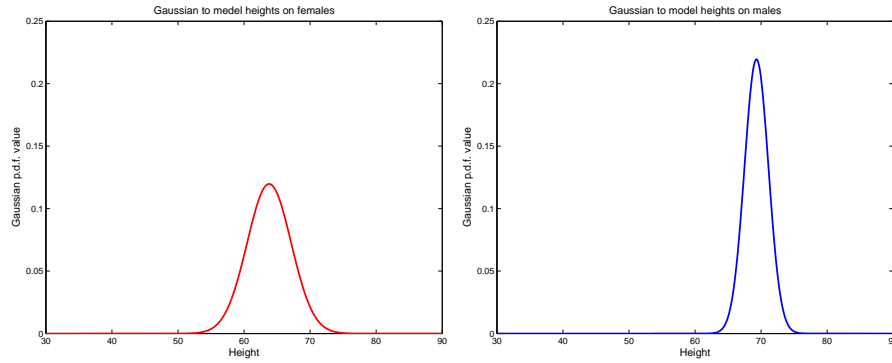 Gaussian to medel heights on females
0.25
0.2
0.15
0.1
0.05
0
30 40 50 60 70 80 90
Gaussian p.d.f. value
Height
Gaussian to model heights on males
0.25
0.2
0.15
0.1
0.05
0
30 40 50 60 70 80 90
Gaussian p.d.f. value
Height